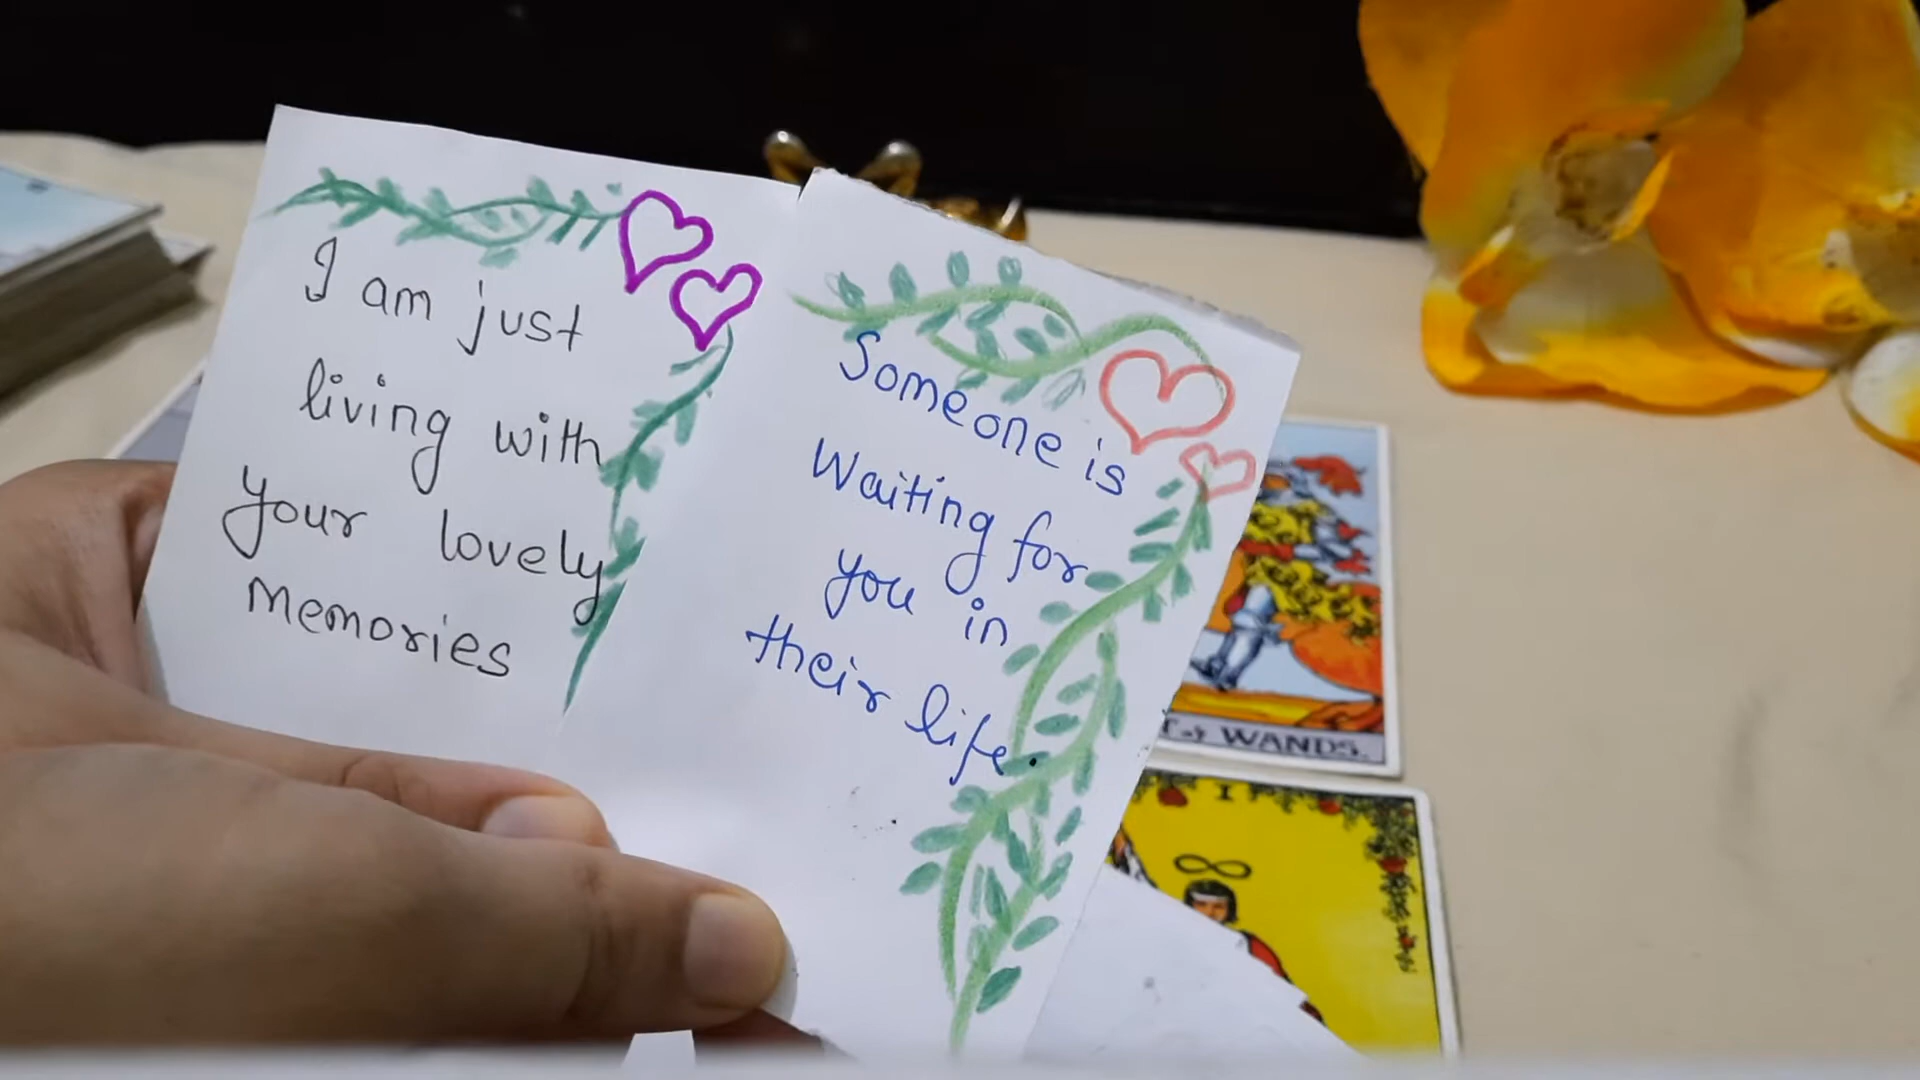 I am just
living with
your lovely
memories
Someone is
Waiting for
you in
their life.
WANDS.
I